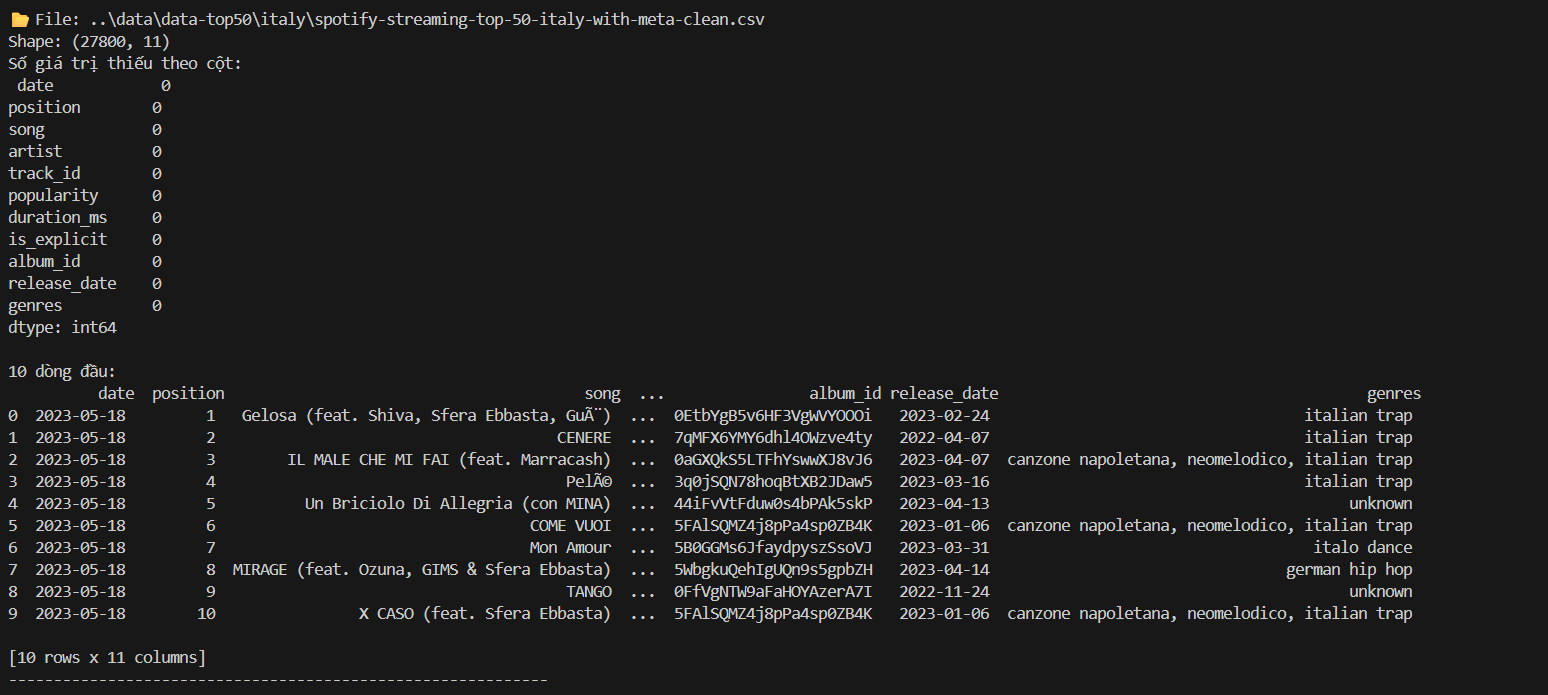 📂 File: ..\data\data-top50\italy\spotify-streaming-top-50-italy-with-meta-clean.csv
Shape: (27800, 11)
Số giá trị thiếu theo cột:
 date            0
position        0
song            0
artist          0
track_id        0
popularity      0
duration_ms     0
is_explicit     0
album_id        0
release_date    0
genres          0
dtype: int64

10 dòng đầu:
          date  position                                        song  ...                album_id release_date                                         genres
0  2023-05-18         1   Gelosa (feat. Shiva, Sfera Ebbasta, GuÃ¨)  ...  0EtbYgB5v6HF3VgWVYOOOi   2023-02-24                                   italian trap
1  2023-05-18         2                                      CENERE  ...  7qMFX6YMY6dhl4OWzve4ty   2022-04-07                                   italian trap
2  2023-05-18         3        IL MALE CHE MI FAI (feat. Marracash)  ...  0aGXQkS5LTFhYswwXJ8vJ6   2023-04-07  canzone napoletana, neomelodico, italian trap
3  2023-05-18         4                                       PelÃ©  ...  3q0jSQN78hoqBtXB2JDaw5   2023-03-16                                   italian trap
4  2023-05-18         5          Un Briciolo Di Allegria (con MINA)  ...  44iFvVtFduw0s4bPAk5skP   2023-04-13                                        unknown
5  2023-05-18         6                                   COME VUOI  ...  5FAlSQMZ4j8pPa4sp0ZB4K   2023-01-06  canzone napoletana, neomelodico, italian trap
6  2023-05-18         7                                   Mon Amour  ...  5B0GGMs6JfaydpyszSsoVJ   2023-03-31                                    italo dance
7  2023-05-18         8  MIRAGE (feat. Ozuna, GIMS & Sfera Ebbasta)  ...  5WbgkuQehIgUQn9s5gpbZH   2023-04-14                                 german hip hop
8  2023-05-18         9                                       TANGO  ...  0FfVgNTW9aFaHOYAzerA7I   2022-11-24                                        unknown
9  2023-05-18        10                X CASO (feat. Sfera Ebbasta)  ...  5FAlSQMZ4j8pPa4sp0ZB4K   2023-01-06  canzone napoletana, neomelodico, italian trap

[10 rows x 11 columns]
------------------------------------------------------------